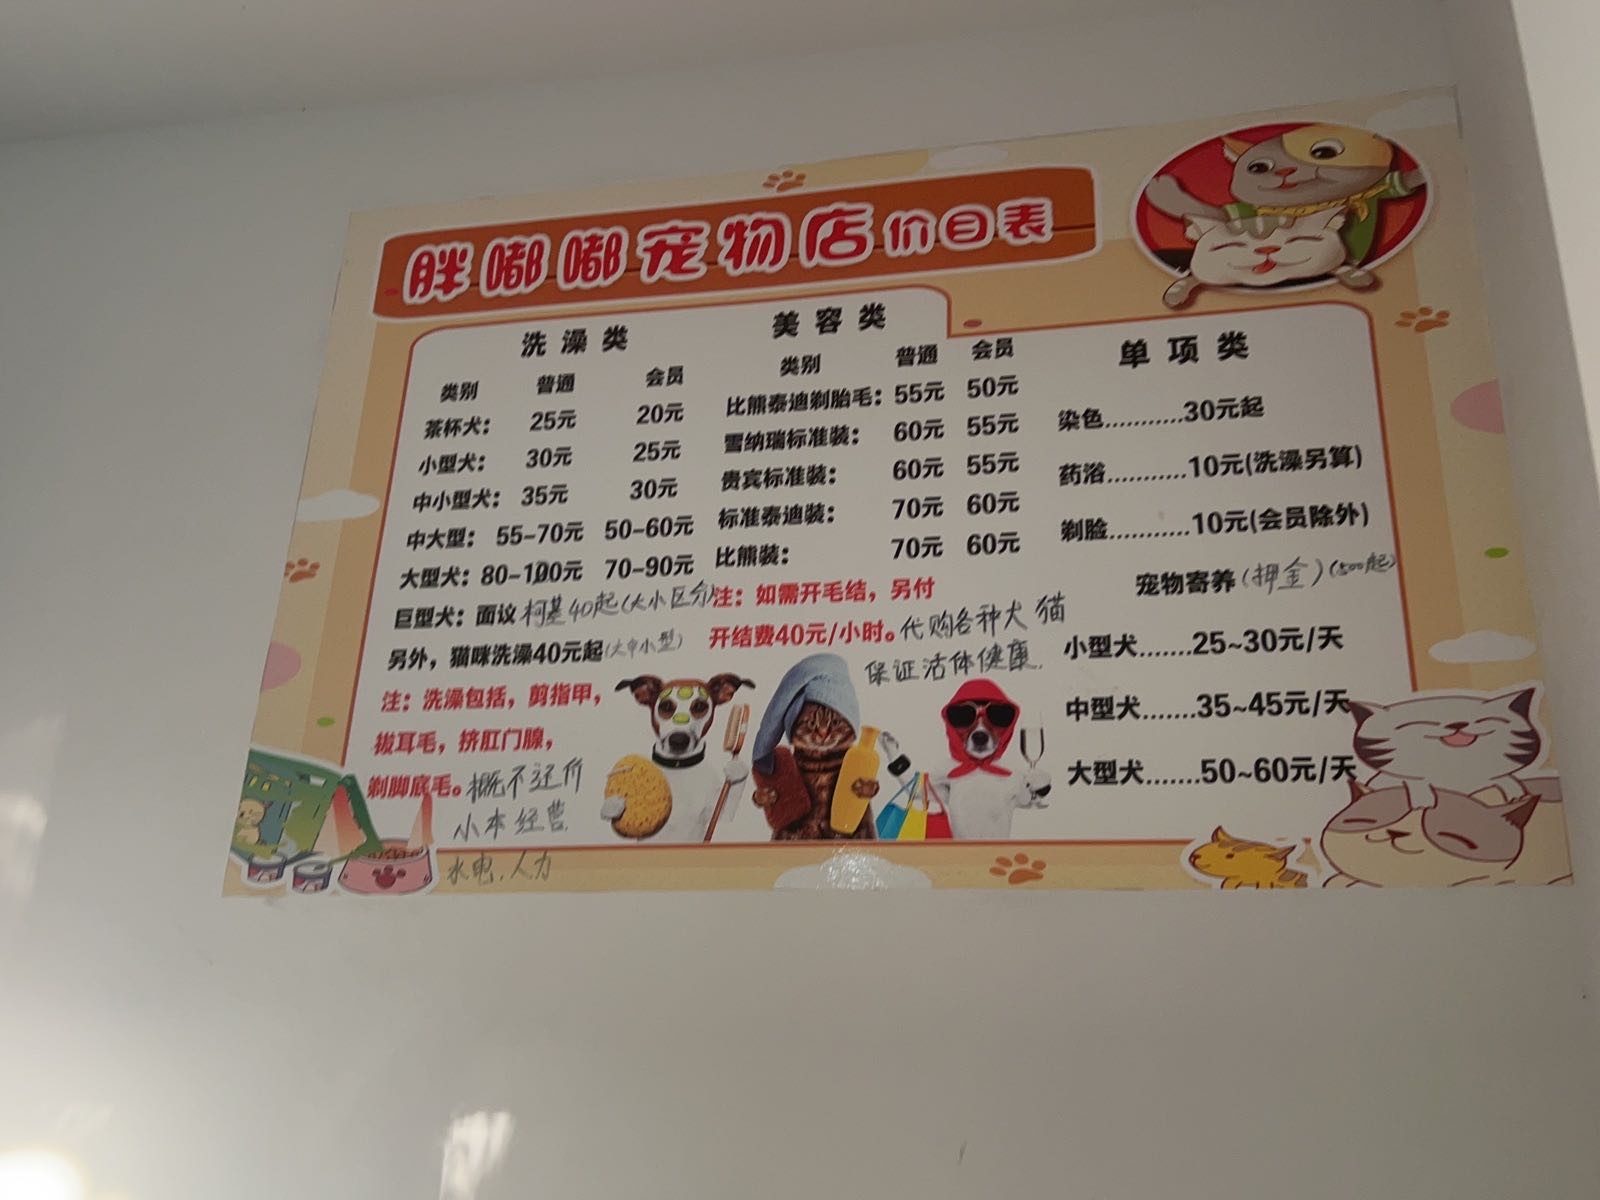 胖嘟嘟宠物店价目表
洗澡类
类别 普通 会员
茶杯犬: 25元 20元
小型犬: 30元 25元
中小型犬: 35元 30元
中大型: 55-70元 50-60元
大型犬: 80-100元 70-90元
巨型犬: 面议 柯基40起(大小区分)
另外，猫咪洗澡40元起(大中小型)
注: 洗澡包括，剪指甲，
拔耳毛，挤肛门腺，
剃脚底毛。概不还价
小本经营
水电.人力
美容类
类别 普通 会员
比熊泰迪剃胎毛: 55元 50元
雪纳瑞标准装: 60元 55元
贵宾标准装: 60元 55元
标准泰迪装: 70元 60元
比熊装: 70元 60元
注: 如需开毛结，另付
开结费40元/小时。代购各种犬猫
保证活体健康.
单项类
染色............30元起
药浴...........10元(洗澡另算)
剃脸...........10元(会员除外)
宠物寄养(押金)(500起)
小型犬.......25~30元/天
中型犬.......35~45元/天
大型犬.......50~60元/天